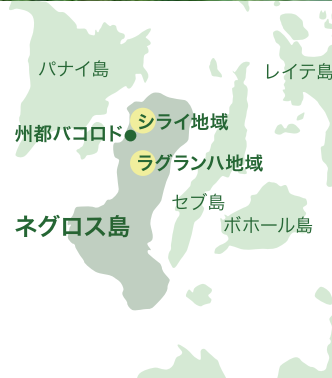 パナイ島
レイテ島
シライ地域
州都バコロド
ラグランハ地域
セブ島
ネグロス島
ボホール島